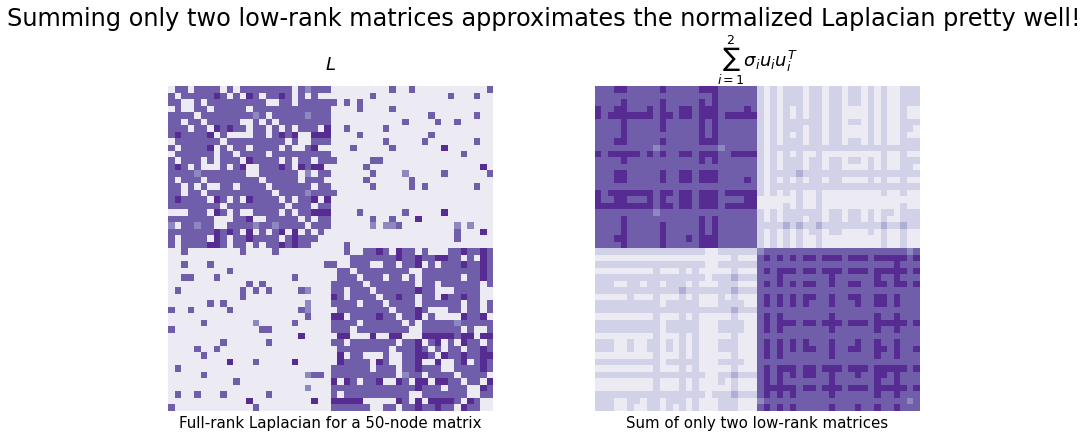 Summing only two low-rank matrices approximates the normalized Laplacian pretty well!
L
∑²ᵢ₌₁ σᵢuᵢuᵢᵀ
Full-rank Laplacian for a 50-node matrix
Sum of only two low-rank matrices